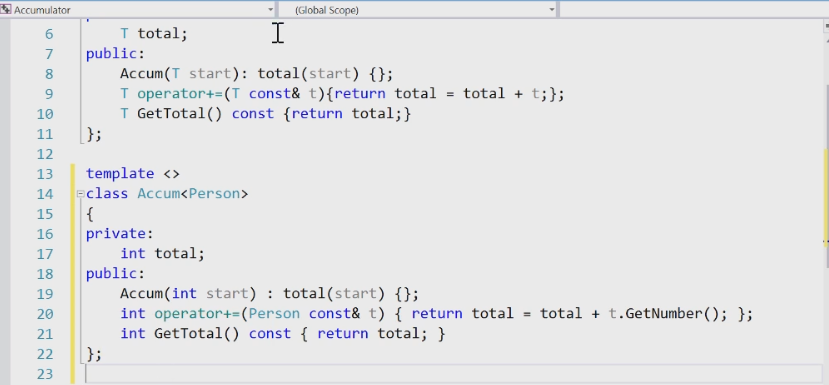 Accumulator (Global Scope)
6 T total;
7 public:
8 Accum(T start): total(start) {};
9 T operator+=(T const& t){return total = total + t;};
10 T GetTotal() const {return total;}
11 };
12
13 template <>
14 class Accum<Person>
15 {
16 private:
17 int total;
18 public:
19 Accum(int start) : total(start) {};
20 int operator+=(Person const& t) { return total = total + t.GetNumber(); };
21 int GetTotal() const { return total; }
22 };
23